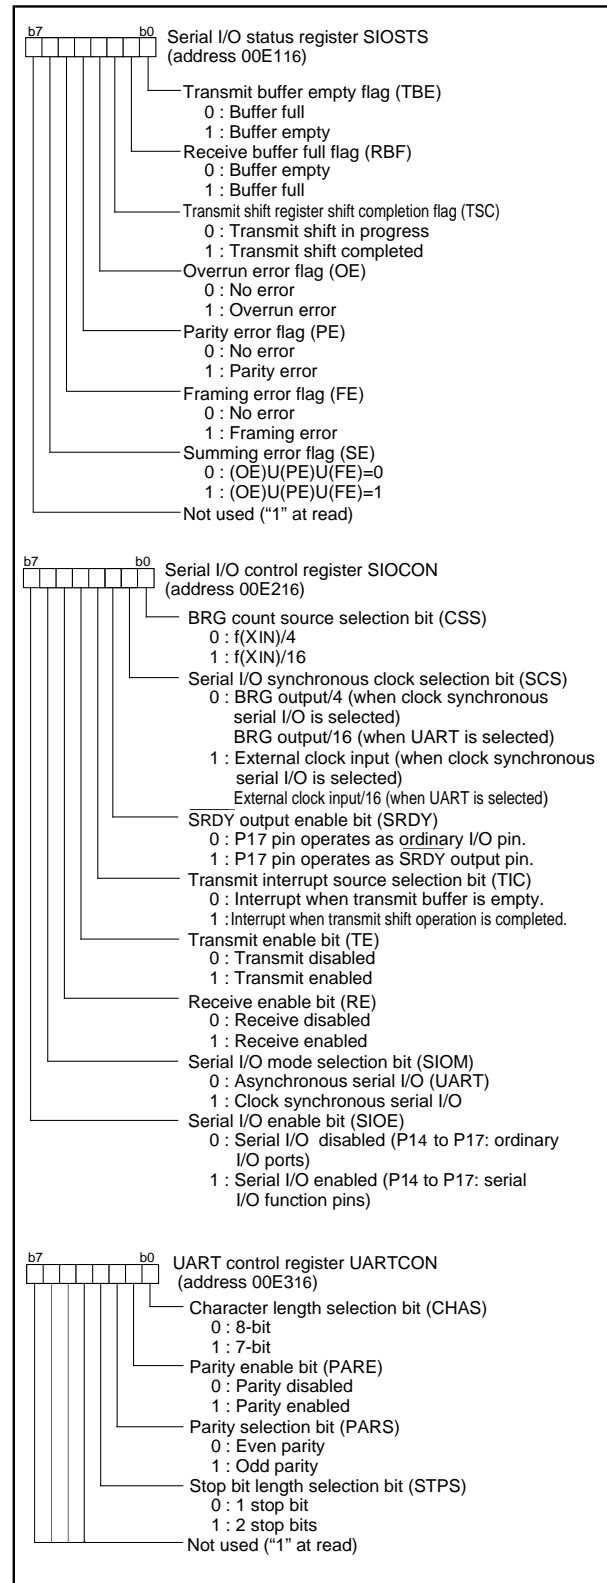 b7 b0 Serial I/O status register SIOSTS
(address 00E116)
Transmit buffer empty flag (TBE)
0 : Buffer full
1 : Buffer empty
Receive buffer full flag (RBF)
0 : Buffer empty
1 : Buffer full
Transmit shift register shift completion flag (TSC)
0 : Transmit shift in progress
1 : Transmit shift completed
Overrun error flag (OE)
0 : No error
1 : Overrun error
Parity error flag (PE)
0 : No error
1 : Parity error
Framing error flag (FE)
0 : No error
1 : Framing error
Summing error flag (SE)
0 : (OE)U(PE)U(FE)=0
1 : (OE)U(PE)U(FE)=1
Not used (“1” at read)
b7 b0 Serial I/O control register SIOCON
(address 00E216)
BRG count source selection bit (CSS)
0 : f(XIN)/4
1 : f(XIN)/16
Serial I/O synchronous clock selection bit (SCS)
0 : BRG output/4 (when clock synchronous
serial I/O is selected)
BRG output/16 (when UART is selected)
1 : External clock input (when clock synchronous
serial I/O is selected)
External clock input/16 (when UART is selected)
SRDY output enable bit (SRDY)
0 : P17 pin operates as ordinary I/O pin.
1 : P17 pin operates as SRDY output pin.
Transmit interrupt source selection bit (TIC)
0 : Interrupt when transmit buffer is empty.
1 : Interrupt when transmit shift operation is completed.
Transmit enable bit (TE)
0 : Transmit disabled
1 : Transmit enabled
Receive enable bit (RE)
0 : Receive disabled
1 : Receive enabled
Serial I/O mode selection bit (SIOM)
0 : Asynchronous serial I/O (UART)
1 : Clock synchronous serial I/O
Serial I/O enable bit (SIOE)
0 : Serial I/O disabled (P14 to P17: ordinary
I/O ports)
1 : Serial I/O enabled (P14 to P17: serial
I/O function pins)
b7 b0 UART control register UARTCON
(address 00E316)
Character length selection bit (CHAS)
0 : 8-bit
1 : 7-bit
Parity enable bit (PARE)
0 : Parity disabled
1 : Parity enabled
Parity selection bit (PARS)
0 : Even parity
1 : Odd parity
Stop bit length selection bit (STPS)
0 : 1 stop bit
1 : 2 stop bits
Not used (“1” at read)